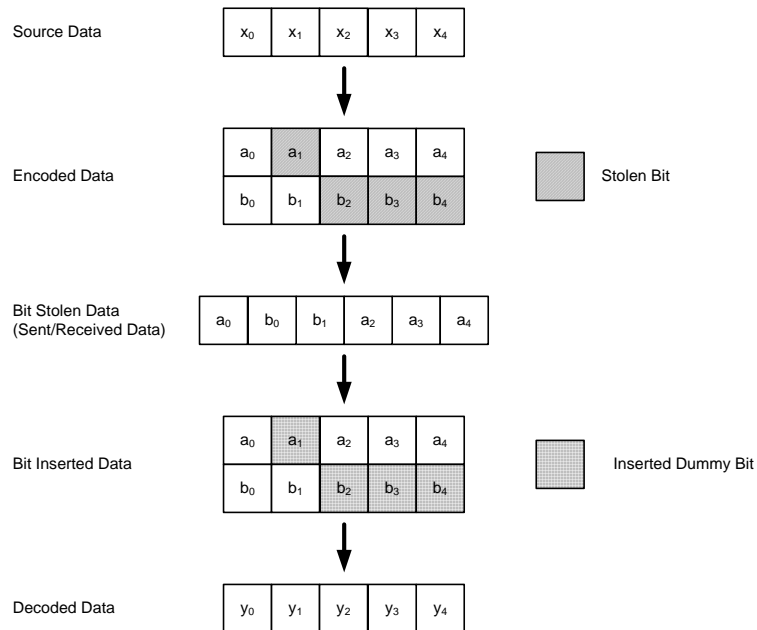 Source Data
x₀ x₁ x₂ x₃ x₄
Encoded Data
a₀ a₁ a₂ a₃ a₄
b₀ b₁ b₂ b₃ b₄
Stolen Bit
Bit Stolen Data
(Sent/Received Data)
a₀ b₀ b₁ a₂ a₃ a₄
Bit Inserted Data
a₀ a₁ a₂ a₃ a₄
b₀ b₁ b₂ b₃ b₄
Inserted Dummy Bit
Decoded Data
y₀ y₁ y₂ y₃ y₄